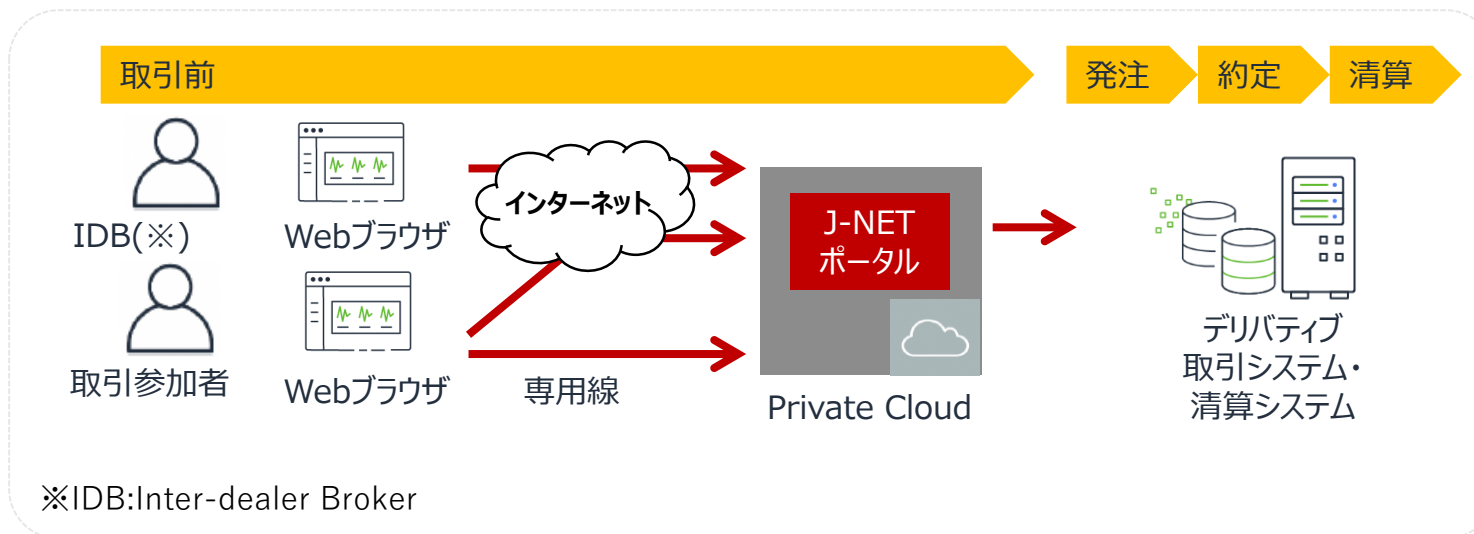 取引前
発注
約定
清算
インターネット
IDB(※)
Webブラウザ
J-NET
ポータル
取引参加者
Webブラウザ
専用線
Private Cloud
デリバティブ
取引システム・
清算システム
※IDB:Inter-dealer Broker